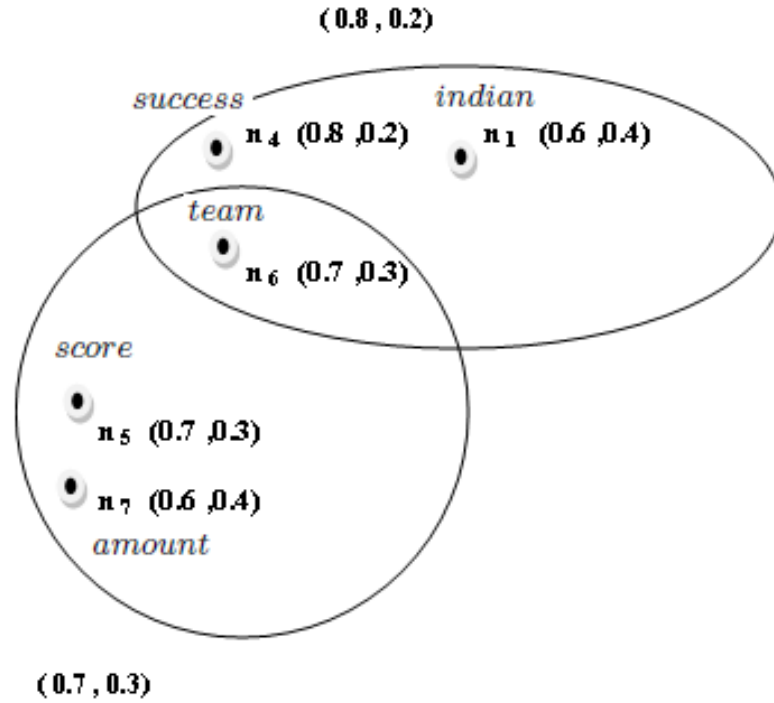 (0.8 , 0.2)
success
indian
n4 (0.8 ,0.2)
n1 (0.6 ,0.4)
team
n6 (0.7 ,0.3)
score
n5 (0.7 ,0.3)
n7 (0.6 ,0.4)
amount
(0.7 , 0.3)